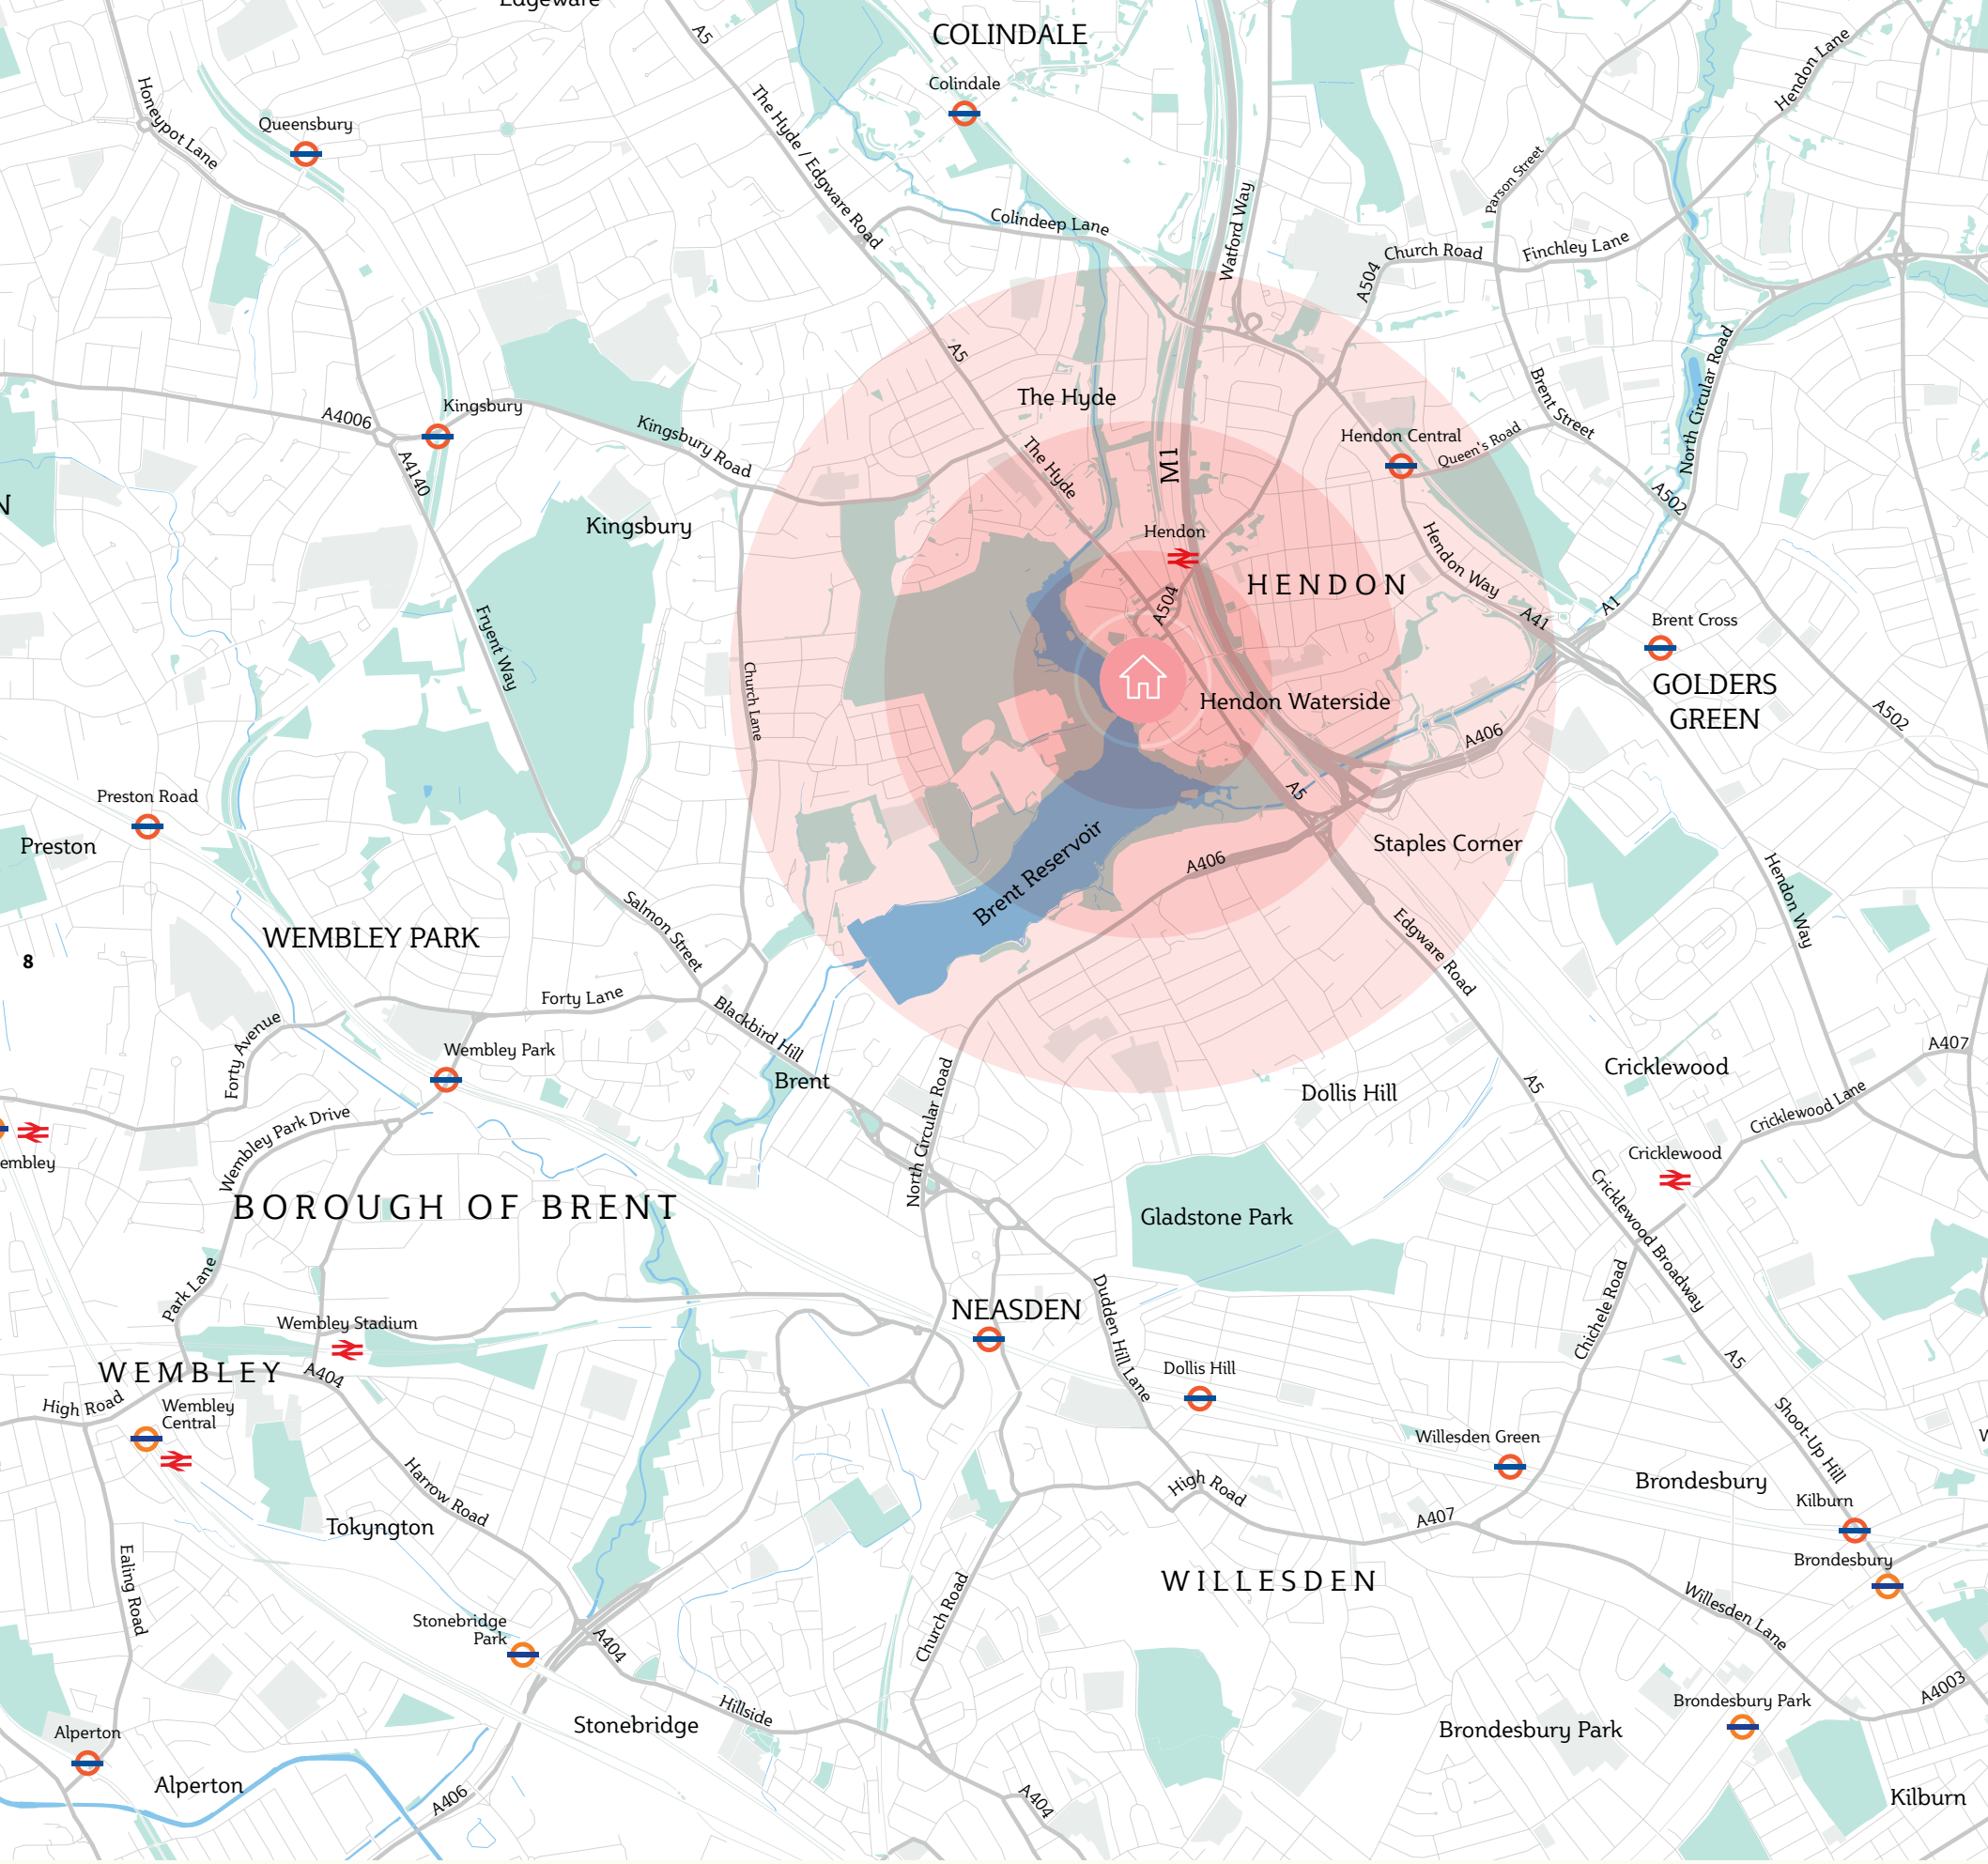 Edgeware
A5
COLINDALE
Hendon Lane
Colindale
Honeypot Lane
Queensbury
The Hyde / Edgware Road
Parson Street
Colindeep Lane
Watford Way
Church Road
Finchley Lane
A504
North Circular Road
A5
The Hyde
Brent Street
A4006
Kingsbury
Kingsbury Road
Hendon Central
Queen's Road
The Hyde
M1
A4140
N
A502
Kingsbury
Hendon
Hendon Way
HENDON
A504
A1
A41
Brent Cross
Fryent Way
Church Lane
GOLDERS
GREEN
Hendon Waterside
A502
A406
Preston Road
A5
Preston
Brent Reservoir
Staples Corner
A406
Hendon Way
Salmon Street
WEMBLEY PARK
Edgware Road
8
Forty Lane
Blackbird Hill
Forty Avenue
A407
Wembley Park
Brent
Cricklewood
A5
Dollis Hill
North Circular Road
Cricklewood Lane
Wembley Park Drive
embley
Cricklewood
BOROUGH OF BRENT
Gladstone Park
Cricklewood Broadway
Park Lane
Chichele Road
NEASDEN
Dudden Hill Lane
Wembley Stadium
WEMBLEY
A404
Dollis Hill
A5
High Road
Wembley
Central
Shoot-Up Hill
Willesden Green
W
Harrow Road
High Road
Brondesbury
Kilburn
Tokyngton
A407
Ealing Road
Brondesbury
WILLESDEN
Church Road
Willesden Lane
Stonebridge
Park
A404
A4003
Hillside
Brondesbury Park
Stonebridge
Brondesbury Park
Alperton
Alperton
A406
A404
Kilburn